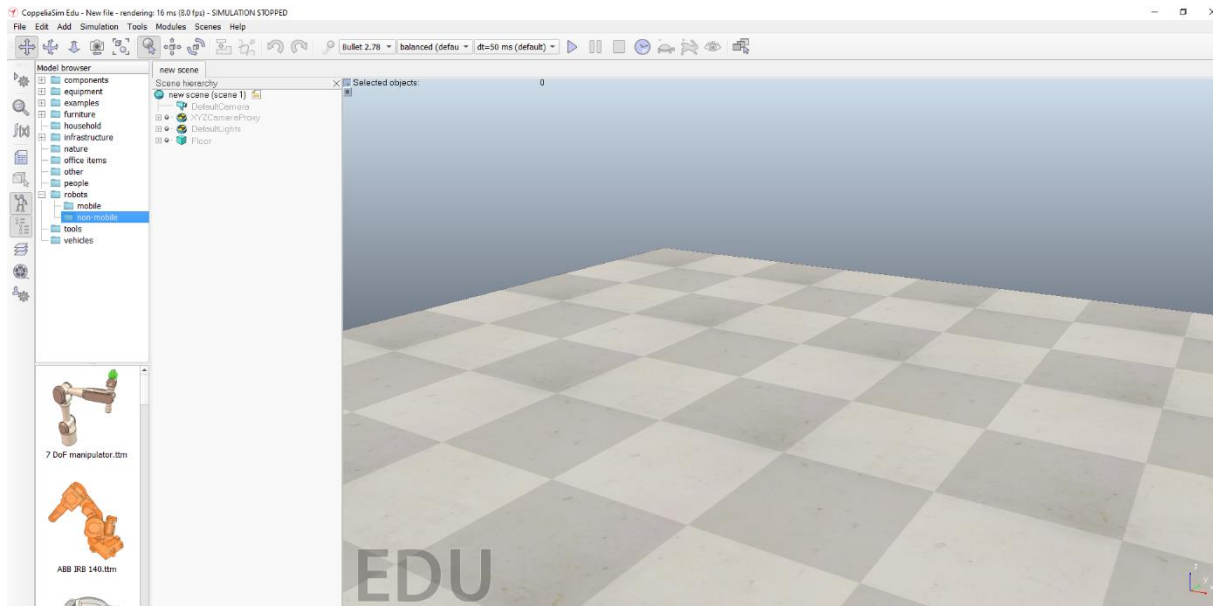 CoppeliaSim Edu - New file - rendering: 16 ms (8.0 fps) - SIMULATION STOPPED
File Edit Add Simulation Tools Modules Scenes Help
Bullet 2.78 balanced (defau dt=50 ms (default)
Model browser
components
equipment
examples
furniture
household
infrastructure
nature
office items
other
people
robots
mobile
non-mobile
tools
vehicles
7 DoF manipulator.ttm
ABB IRB 140.ttm
new scene
Scene hierarchy
new scene (scene 1)
DefaultCamera
XYZCameraProxy
DefaultLights
Floor
Selected objects: 0
EDU